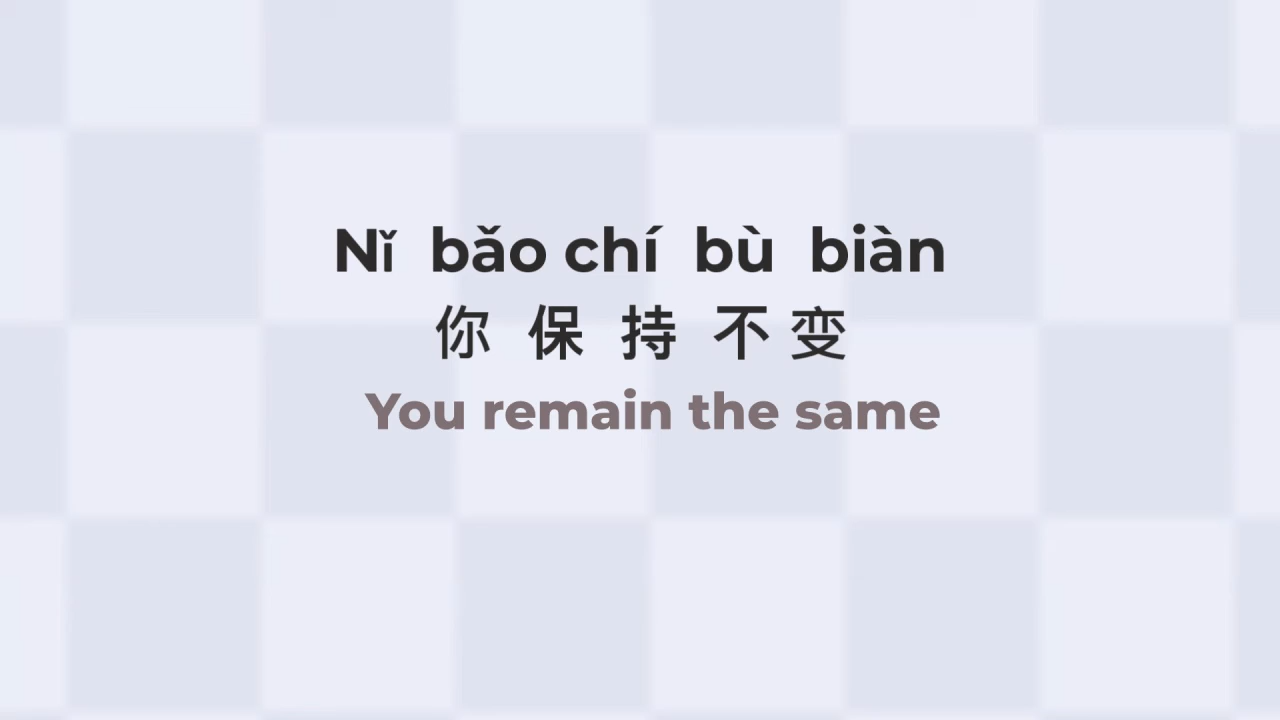 Nǐ bǎo chí bù biàn
你 保 持 不 变
You remain the same